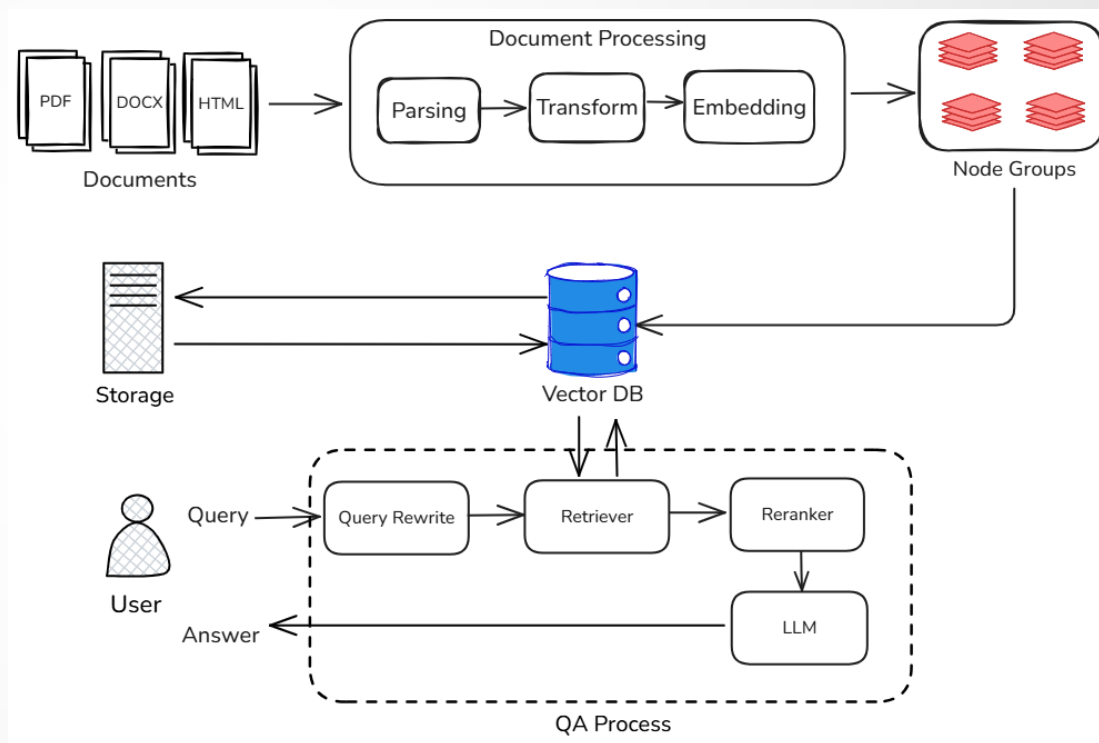 Document Processing
PDF
DOCX
HTML
Parsing
Transform
Embedding
Documents
Node Groups
Storage
Vector DB
Query
Query Rewrite
Retriever
Reranker
User
Answer
LLM
QA Process